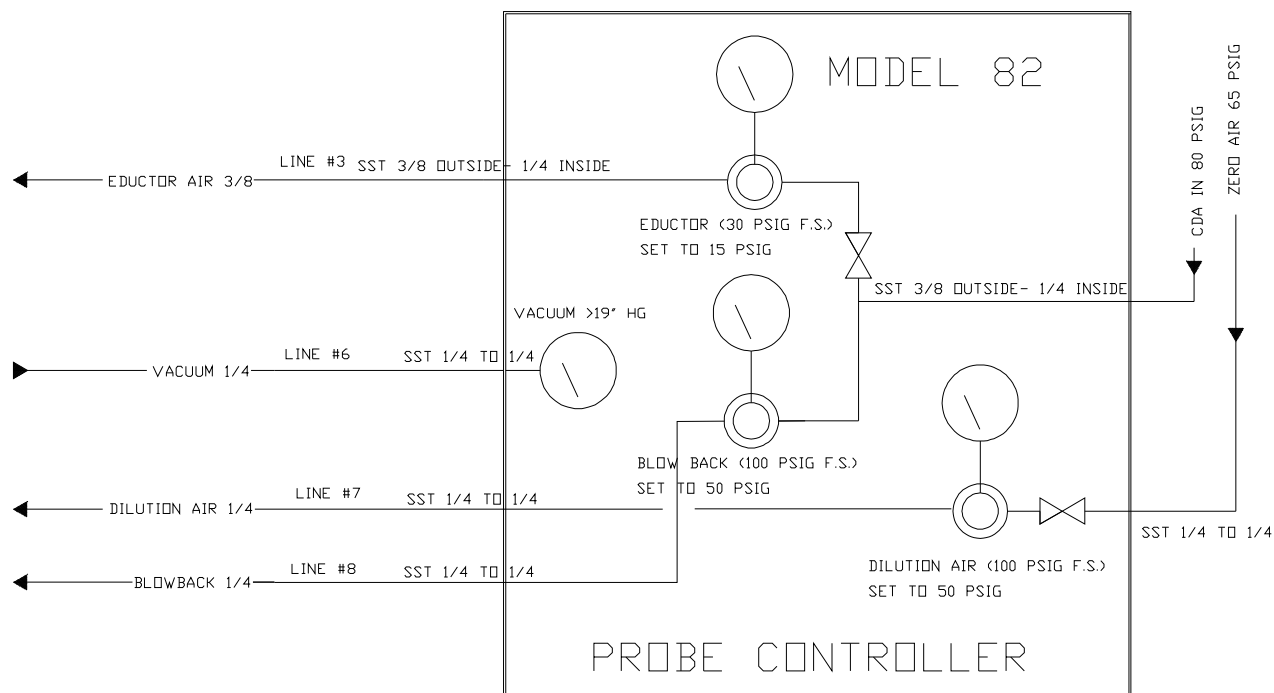 MODEL 82
CDA IN 80 PSIG
ZERO AIR 65 PSIG
LINE #3
SST 3/8 OUTSIDE- 1/4 INSIDE
EDUCTOR AIR 3/8
EDUCTOR (30 PSIG F.S.)
SET TO 15 PSIG
SST 3/8 OUTSIDE- 1/4 INSIDE
VACUUM >19" HG
LINE #6
SST 1/4 TO 1/4
VACUUM 1/4
BLOW BACK (100 PSIG F.S.)
SET TO 50 PSIG
LINE #7
SST 1/4 TO 1/4
DILUTION AIR 1/4
SST 1/4 TO 1/4
DILUTION AIR (100 PSIG F.S.)
SET TO 50 PSIG
LINE #8
SST 1/4 TO 1/4
BLOWBACK 1/4
PROBE CONTROLLER